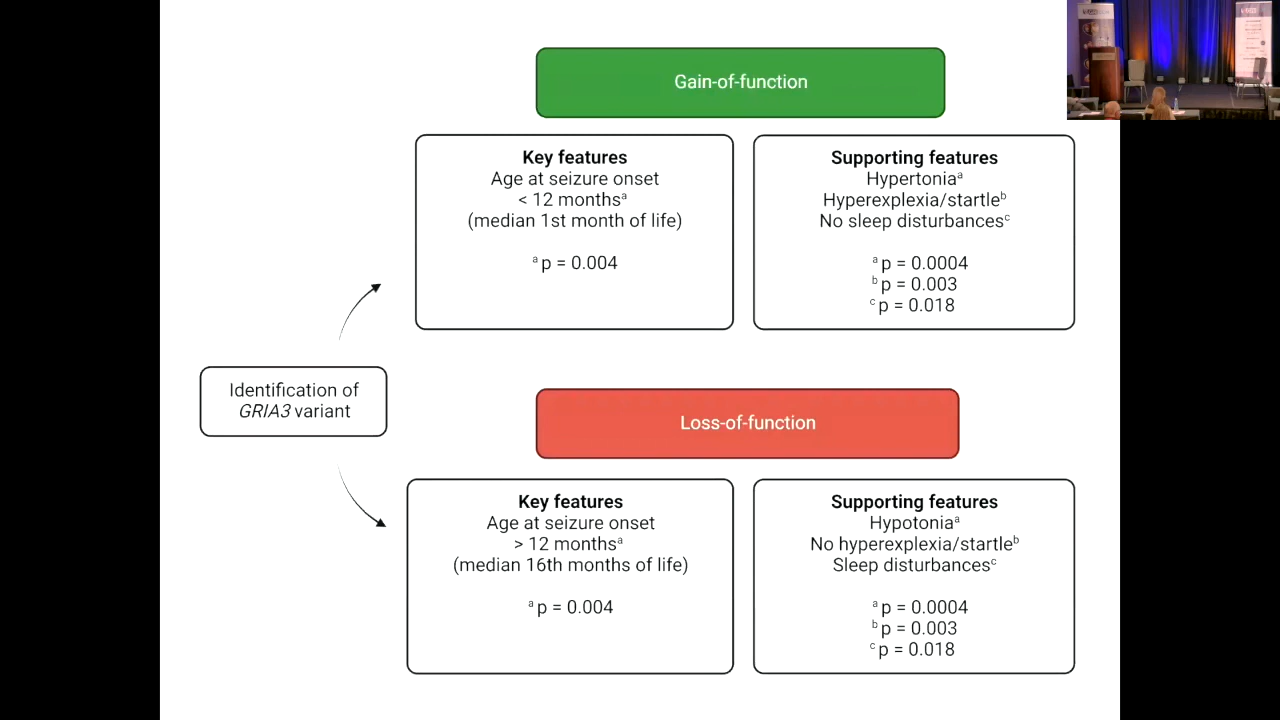 Gain-of-function
Key features
Age at seizure onset
< 12 monthsᵃ
(median 1st month of life)
ᵃ p = 0.004
Supporting features
Hypertoniaᵃ
Hyperexplexia/startleᵇ
No sleep disturbancesᶜ
ᵃ p = 0.0004
ᵇ p = 0.003
ᶜ p = 0.018
Identification of
GRIA3 variant
Loss-of-function
Key features
Age at seizure onset
> 12 monthsᵃ
(median 16th months of life)
ᵃ p = 0.004
Supporting features
Hypotoniaᵃ
No hyperexplexia/startleᵇ
Sleep disturbancesᶜ
ᵃ p = 0.0004
ᵇ p = 0.003
ᶜ p = 0.018